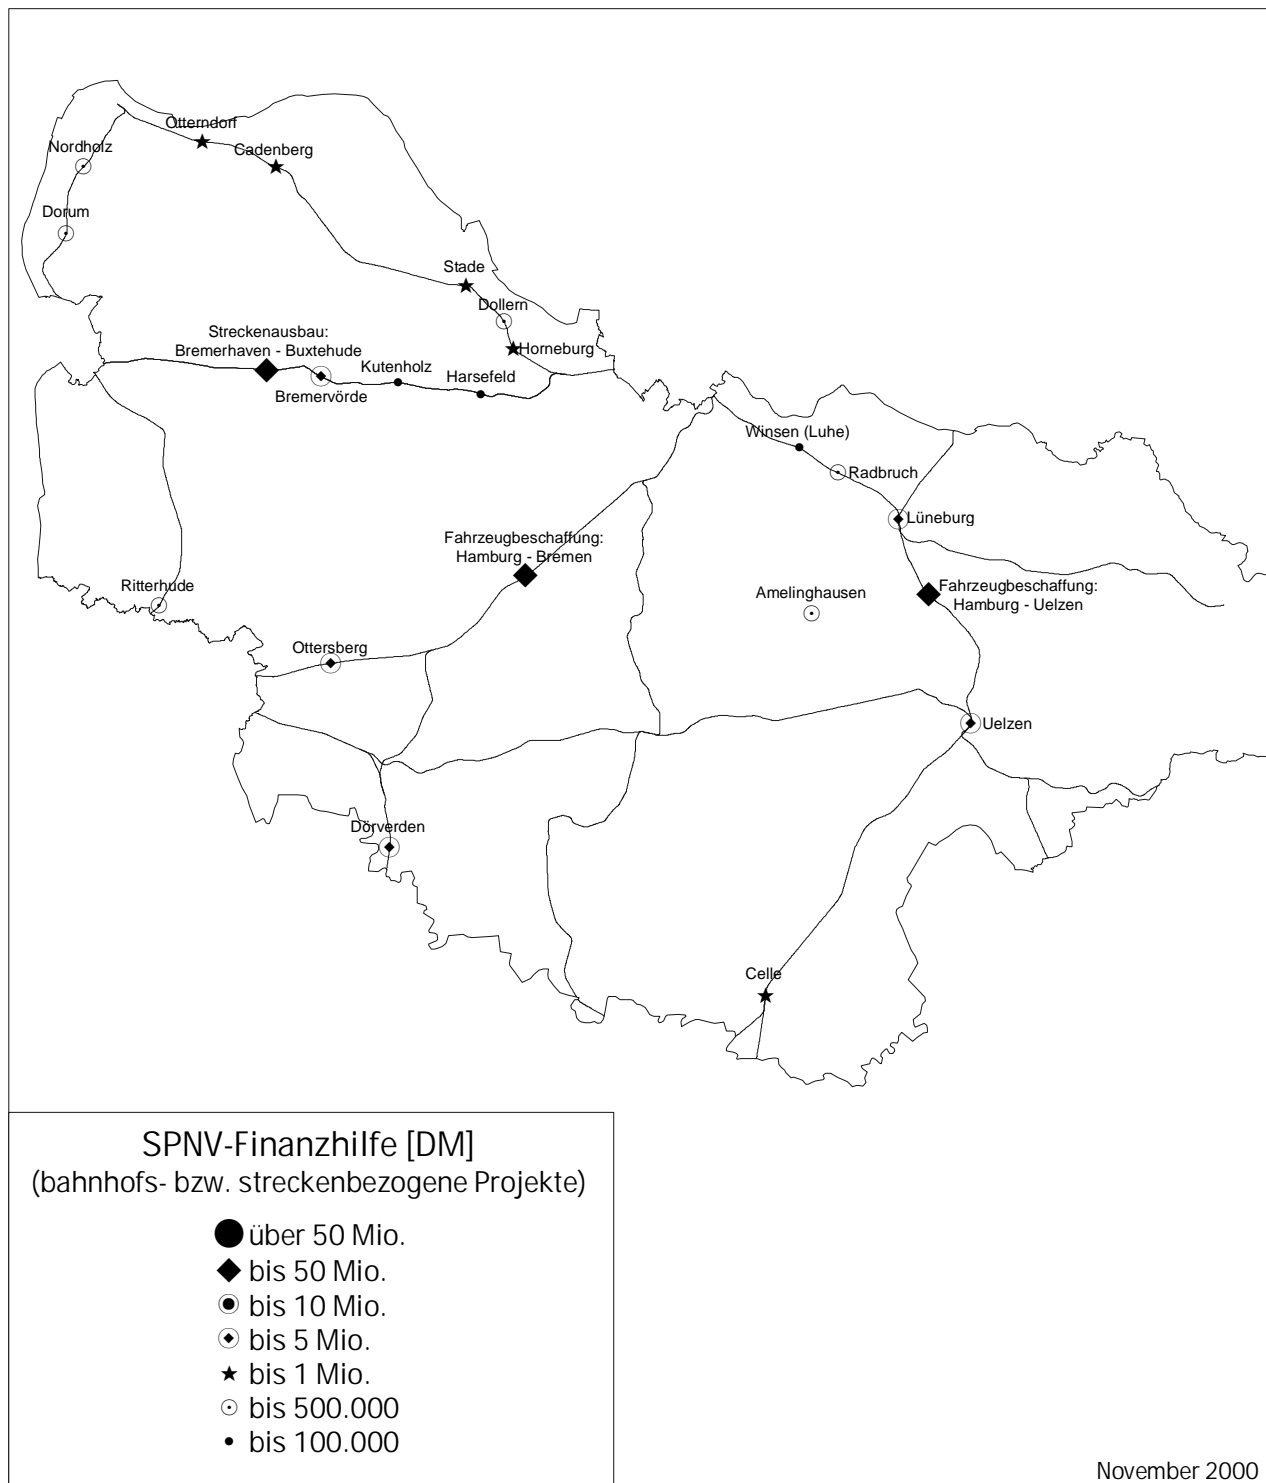 Otterndorf
Nordholz
Cadenberg
Dorum
Stade
Dollern
Streckenausbau:
Bremerhaven - Buxtehude
Horneburg
Kutenholz
Harsefeld
Bremervörde
Winsen (Luhe)
Radbruch
Lüneburg
Fahrzeugbeschaffung:
Hamburg - Bremen
Ritterhude
Amelinghausen
Fahrzeugbeschaffung:
Hamburg - Uelzen
Ottersberg
Uelzen
Dörverden
Celle
SPNV-Finanzhilfe [DM]
(bahnhofs- bzw. streckenbezogene Projekte)
über 50 Mio.
bis 50 Mio.
bis 10 Mio.
bis 5 Mio.
bis 1 Mio.
bis 500.000
bis 100.000
November 2000